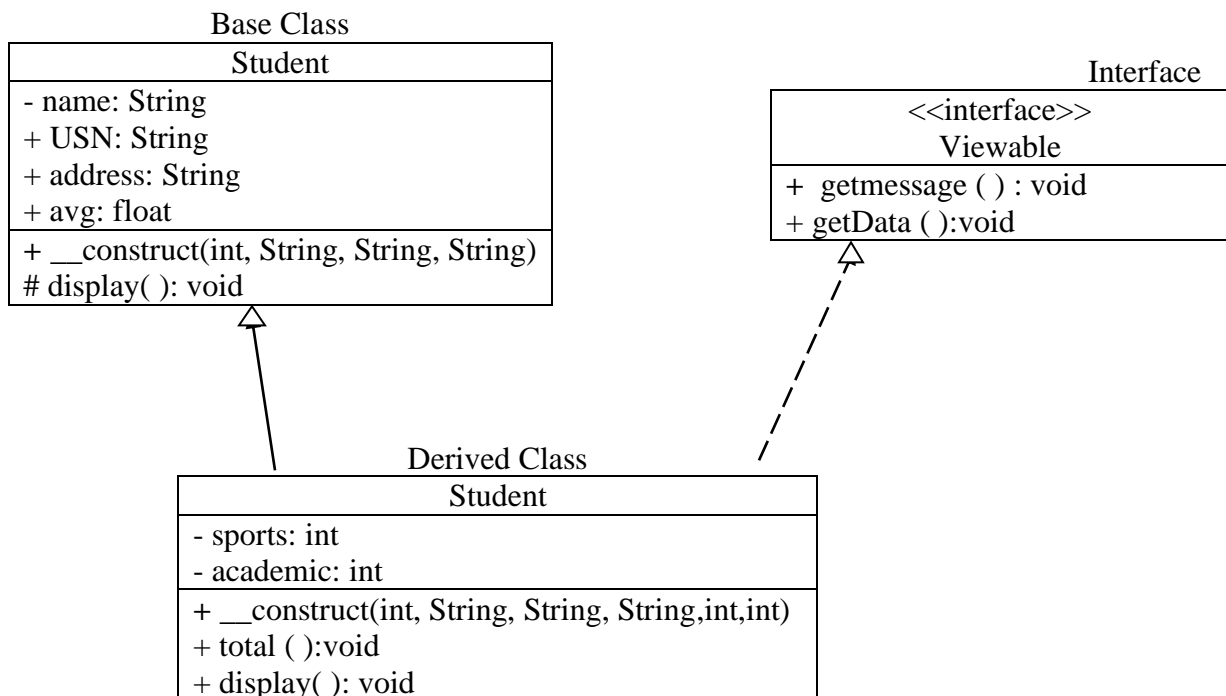 Base Class
Student
- name: String
+ USN: String
+ address: String
+ avg: float
+ __construct(int, String, String, String)
# display( ): void
Interface
<<interface>>
Viewable
+ getmessage ( ) : void
+ getData ( ):void
Derived Class
Student
- sports: int
- academic: int
+ __construct(int, String, String, String,int,int)
+ total ( ):void
+ display( ): void